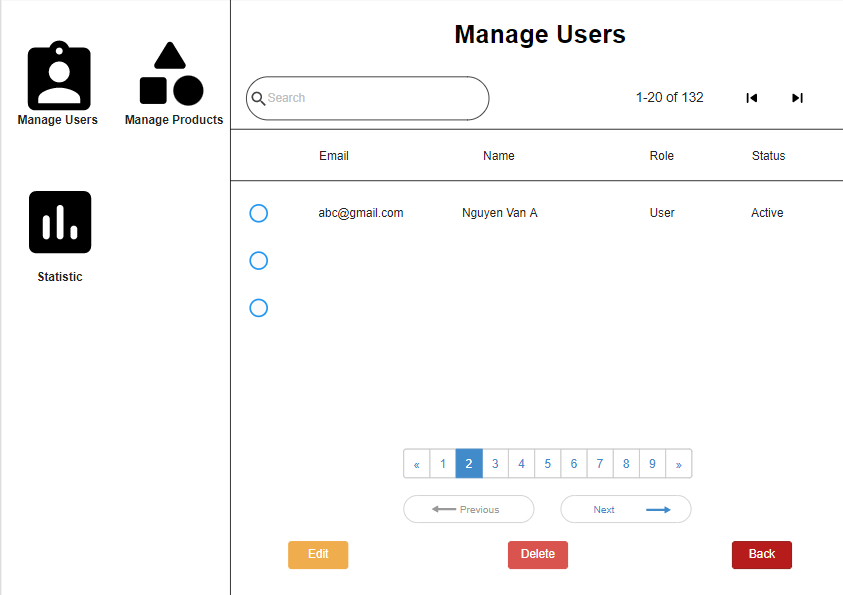 Manage Users
Manage Products
Statistic
Manage Users
Search
1-20 of 132
Email Name Role Status
abc@gmail.com Nguyen Van A User Active
« 1 2 3 4 5 6 7 8 9 »
Previous Next
Edit Delete Back